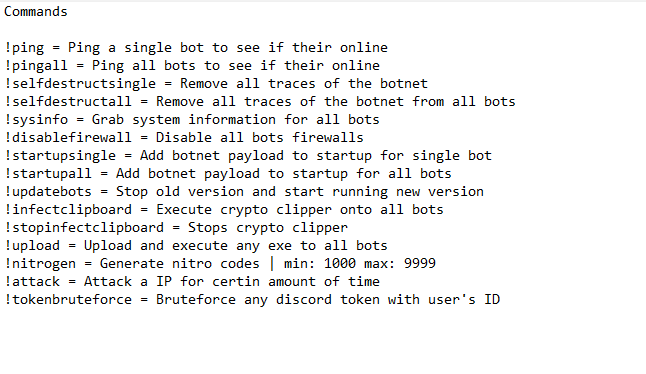 Commands
!ping = Ping a single bot to see if their online
!pingall = Ping all bots to see if their online
!selfdestructsingle = Remove all traces of the botnet
!selfdestructall = Remove all traces of the botnet from all bots
!sysinfo = Grab system information for all bots
!disablefirewall = Disable all bots firewalls
!startupsingle = Add botnet payload to startup for single bot
!startupall = Add botnet payload to startup for all bots
!updatebots = Stop old version and start running new version
!infectclipboard = Execute crypto clipper onto all bots
!stopinfectclipboard = Stops crypto clipper
!upload = Upload and execute any exe to all bots
!nitrogen = Generate nitro codes | min: 1000 max: 9999
!attack = Attack a IP for certin amount of time
!tokenbruteforce = Bruteforce any discord token with user's ID